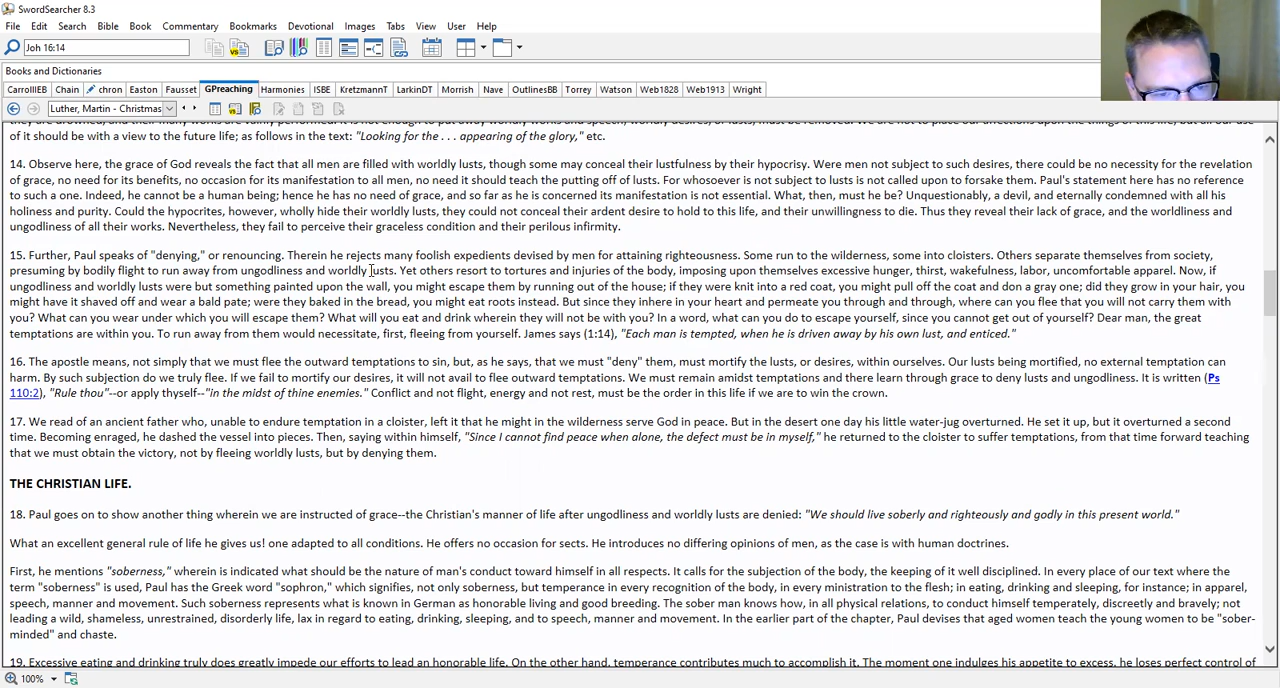 SwordSearcher 8.3
File Edit Search Bible Book Commentary Bookmarks Devotional Images Tabs View User Help
Joh 16:14
Books and Dictionaries
CarrollIEB Chain chron Easton Fausset GPreaching Harmonies ISBE KretzmannT LarkinDT Morrish Nave OutlinesBB Torrey Watson Web1828 Web1913 Wright
Luther, Martin - Christmas
of it should be with a view to the future life; as follows in the text: "Looking for the . . . appearing of the glory," etc.
14. Observe here, the grace of God reveals the fact that all men are filled with worldly lusts, though some may conceal their lustfulness by their hypocrisy. Were men not subject to such desires, there could be no necessity for the revelation
of grace, no need for its benefits, no occasion for its manifestation to all men, no need it should teach the putting off of lusts. For whosoever is not subject to lusts is not called upon to forsake them. Paul's statement here has no reference
to such a one. Indeed, he cannot be a human being; hence he has no need of grace, and so far as he is concerned its manifestation is not essential. What, then, must he be? Unquestionably, a devil, and eternally condemned with all his
holiness and purity. Could the hypocrites, however, wholly hide their worldly lusts, they could not conceal their ardent desire to hold to this life, and their unwillingness to die. Thus they reveal their lack of grace, and the worldliness and
ungodliness of all their works. Nevertheless, they fail to perceive their graceless condition and their perilous infirmity.
15. Further, Paul speaks of "denying," or renouncing. Therein he rejects many foolish expedients devised by men for attaining righteousness. Some run to the wilderness, some into cloisters. Others separate themselves from society,
presuming by bodily flight to run away from ungodliness and worldly lusts. Yet others resort to tortures and injuries of the body, imposing upon themselves excessive hunger, thirst, wakefulness, labor, uncomfortable apparel. Now, if
ungodliness and worldly lusts were but something painted upon the wall, you might escape them by running out of the house; if they were knit into a red coat, you might pull off the coat and don a gray one; did they grow in your hair, you
might have it shaved off and wear a bald pate; were they baked in the bread, you might eat roots instead. But since they inhere in your heart and permeate you through and through, where can you flee that you will not carry them with
you? What can you wear under which you will escape them? What will you eat and drink wherein they will not be with you? In a word, what can you do to escape yourself, since you cannot get out of yourself? Dear man, the great
temptations are within you. To run away from them would necessitate, first, fleeing from yourself. James says (1:14), "Each man is tempted, when he is driven away by his own lust, and enticed."
16. The apostle means, not simply that we must flee the outward temptations to sin, but, as he says, that we must "deny" them, must mortify the lusts, or desires, within ourselves. Our lusts being mortified, no external temptation can
harm. By such subjection do we truly flee. If we fail to mortify our desires, it will not avail to flee outward temptations. We must remain amidst temptations and there learn through grace to deny lusts and ungodliness. It is written (Ps
110:2), "Rule thou"--or apply thyself--"in the midst of thine enemies." Conflict and not flight, energy and not rest, must be the order in this life if we are to win the crown.
17. We read of an ancient father who, unable to endure temptation in a cloister, left it that he might in the wilderness serve God in peace. But in the desert one day his little water-jug overturned. He set it up, but it overturned a second
time. Becoming enraged, he dashed the vessel into pieces. Then, saying within himself, "Since I cannot find peace when alone, the defect must be in myself," he returned to the cloister to suffer temptations, from that time forward teaching
that we must obtain the victory, not by fleeing worldly lusts, but by denying them.
THE CHRISTIAN LIFE.
18. Paul goes on to show another thing wherein we are instructed of grace--the Christian's manner of life after ungodliness and worldly lusts are denied: "We should live soberly and righteously and godly in this present world."
What an excellent general rule of life he gives us! one adapted to all conditions. He offers no occasion for sects. He introduces no differing opinions of men, as the case is with human doctrines.
First, he mentions "soberness," wherein is indicated what should be the nature of man's conduct toward himself in all respects. It calls for the subjection of the body, the keeping of it well disciplined. In every place of our text where the
term "soberness" is used, Paul has the Greek word "sophron," which signifies, not only soberness, but temperance in every recognition of the body, in every ministration to the flesh; in eating, drinking and sleeping, for instance; in apparel,
speech, manner and movement. Such soberness represents what is known in German as honorable living and good breeding. The sober man knows how, in all physical relations, to conduct himself temperately, discreetly and bravely; not
leading a wild, shameless, unrestrained, disorderly life, lax in regard to eating, drinking, sleeping, and to speech, manner and movement. In the earlier part of the chapter, Paul devises that aged women teach the young women to be "sober-
minded" and chaste.
19. Excessive eating and drinking truly does greatly impede our efforts to lead an honorable life. On the other hand, temperance contributes much to accomplish it. The moment one indulges his appetite to excess, he loses perfect control of
100%